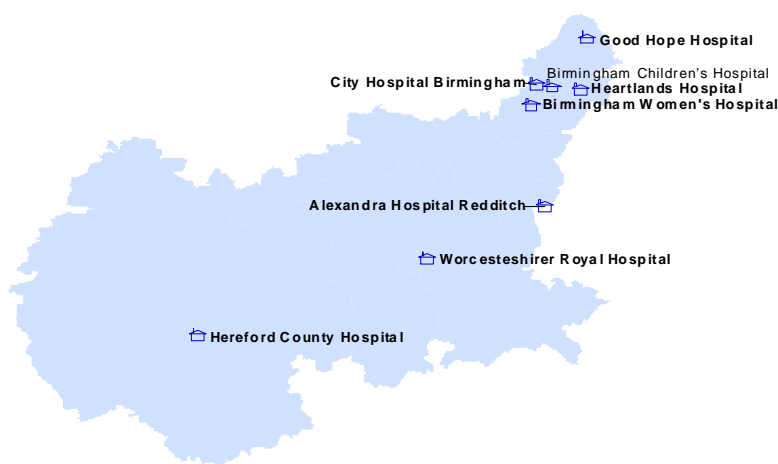 Good Hope Hospital
Birmingham Children's Hospital
City Hospital Birmingham
Heartlands Hospital
Birmingham Women's Hospital
Alexandra Hospital Redditch
Worcesteshirer Royal Hospital
Hereford County Hospital